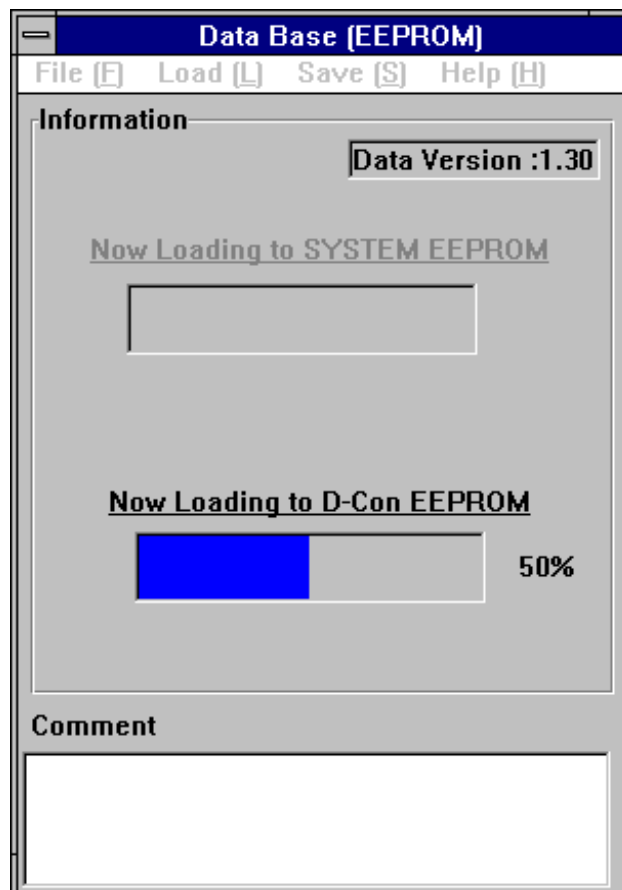 Data Base (EEPROM)
File (F) Load (L) Save (S) Help (H)
Information
Data Version :1.30
Now Loading to SYSTEM EEPROM
Now Loading to D-Con EEPROM
50%
Comment